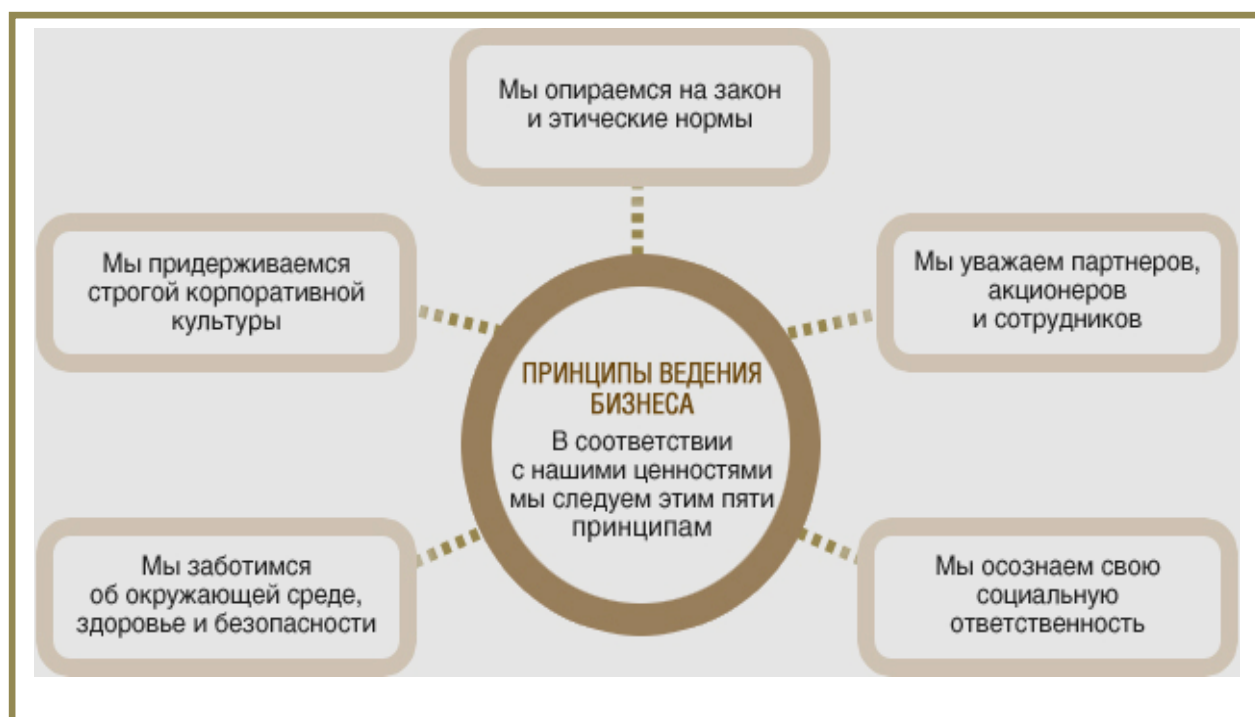 Мы опираемся на закон
и этические нормы
Мы придерживаемся
строгой корпоративной
культуры
Мы уважаем партнеров,
акционеров
и сотрудников
ПРИНЦИПЫ ВЕДЕНИЯ
БИЗНЕСА
В соответствии
с нашими ценностями
мы следуем этим пяти
принципам
Мы заботимся
об окружающей среде,
здоровье и безопасности
Мы осознаем свою
социальную
ответственность